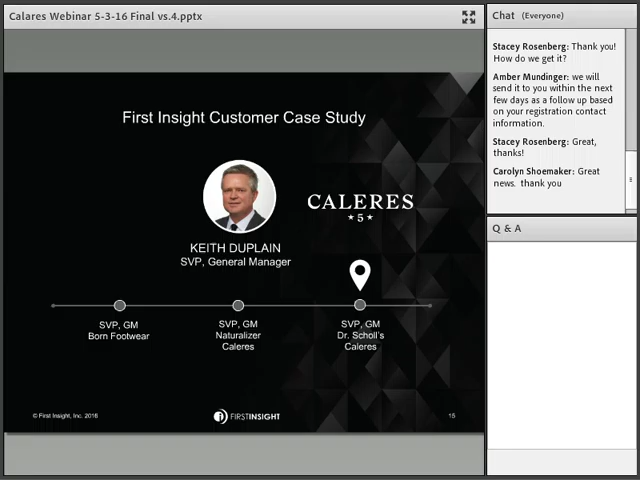 Calares Webinar 5-3-16 Final vs.4.pptx
First Insight Customer Case Study
CALERES
5
KEITH DUPLAIN
SVP, General Manager
SVP, GM
Born Footwear
SVP, GM
Naturalizer
Caleres
SVP, GM
Dr. Scholl's
Caleres
© First Insight, Inc. 2016
FIRSTINSIGHT
15
Chat (Everyone)
Stacey Rosenberg: Thank you!
How do we get it?
Amber Mundinger: we will
send it to you within the next
few days as a follow up based
on your registration contact
information.
Stacey Rosenberg: Great,
thanks!
Carolyn Shoemaker: Great
news. thank you
Q & A